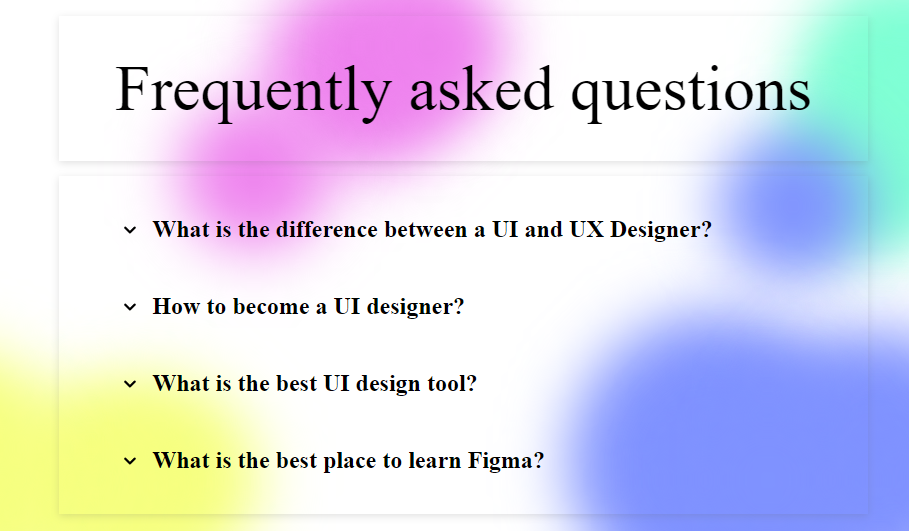 Frequently asked questions
What is the difference between a UI and UX Designer?
How to become a UI designer?
What is the best UI design tool?
What is the best place to learn Figma?